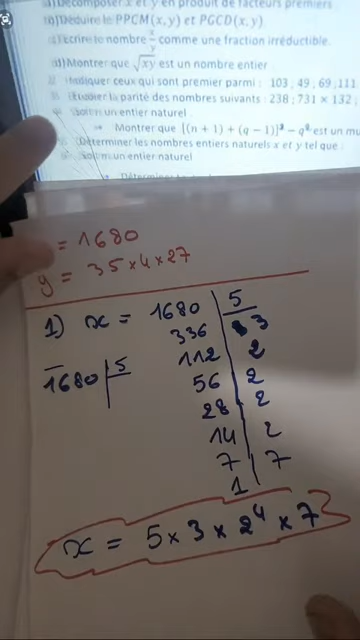 a) Décomposer x et y en produit de facteurs premiers
b) Déduire le PPCM(x, y) et PGCD(x, y)
c) Ecrire le nombre x/y comme une fraction irréductible.
d) Montrer que √(xy) est un nombre entier
Indiquer ceux qui sont premier parmi : 103 , 49 , 69 , 111
Etudier la parité des nombres suivants : 238 ; 731 × 132 ;
Soit n un entier naturel
Montrer que [(n + 1) + (q − 1)]³ − q³ est un mu
Déterminer les nombres entiers naturels x et y tel que :
Soit n un entier naturel
= 1680
y = 35×4×27
1) x = 1680 | 5
336 | 3
112 | 2
1680 | 5
56 | 2
28 | 2
14 | 2
7 | 7
1
x = 5 × 3 × 2⁴ × 7